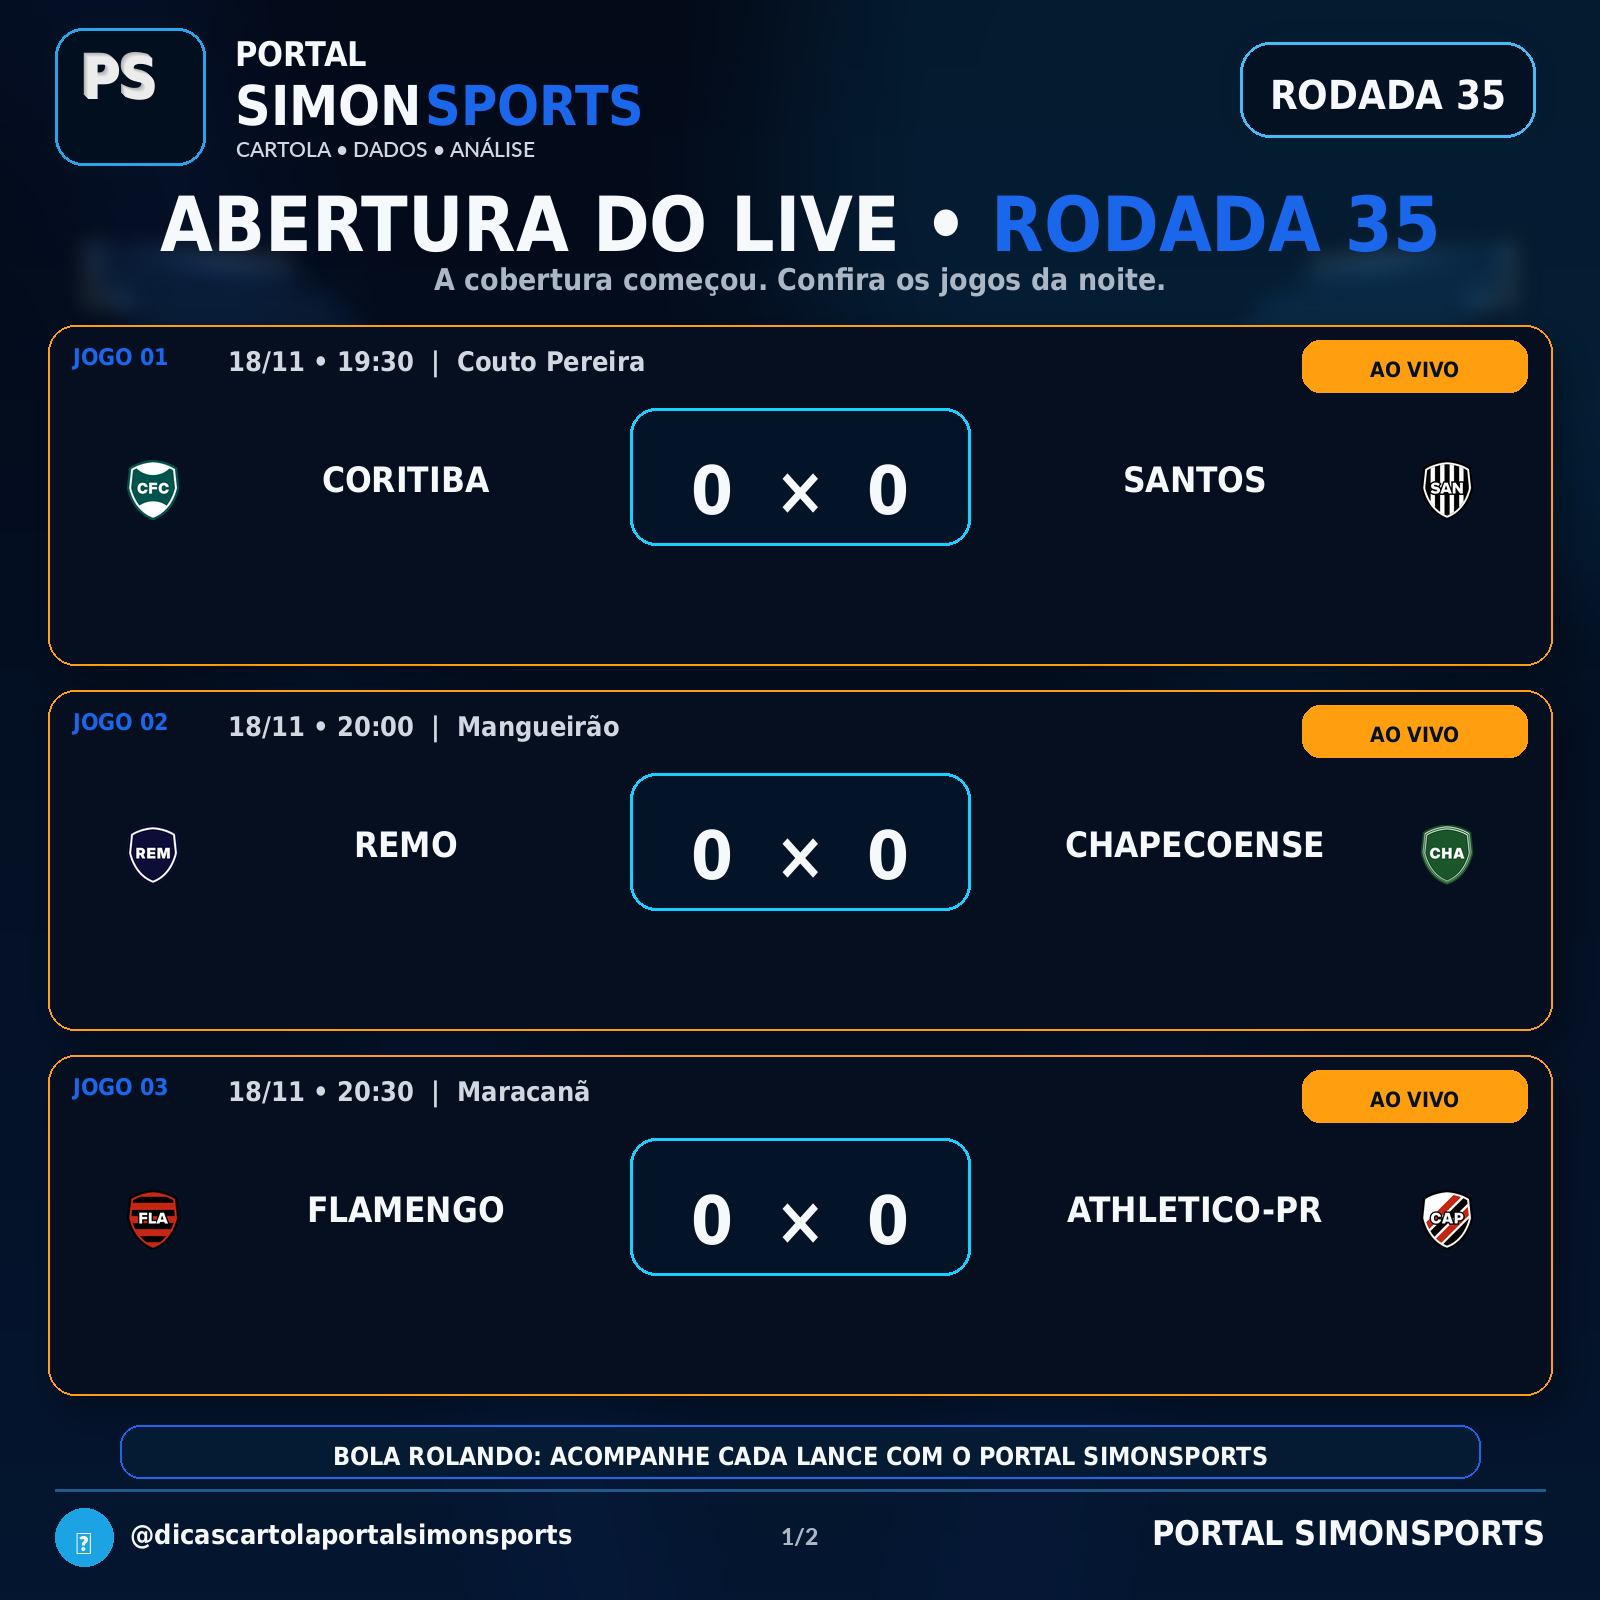 PS
PORTAL
SIMONSPORTS
CARTOLA • DADOS • ANÁLISE
RODADA 35
ABERTURA DO LIVE • RODADA 35
A cobertura começou. Confira os jogos da noite.
JOGO 01
18/11 • 19:30 | Couto Pereira
AO VIVO
CFC
CORITIBA
0 × 0
SANTOS
SAN
JOGO 02
18/11 • 20:00 | Mangueirão
AO VIVO
REM
REMO
0 × 0
CHAPECOENSE
CHA
JOGO 03
18/11 • 20:30 | Maracanã
AO VIVO
FLA
FLAMENGO
0 × 0
ATHLETICO-PR
CAP
BOLA ROLANDO: ACOMPANHE CADA LANCE COM O PORTAL SIMONSPORTS
@dicascartolaportalsimonsports
1/2
PORTAL SIMONSPORTS